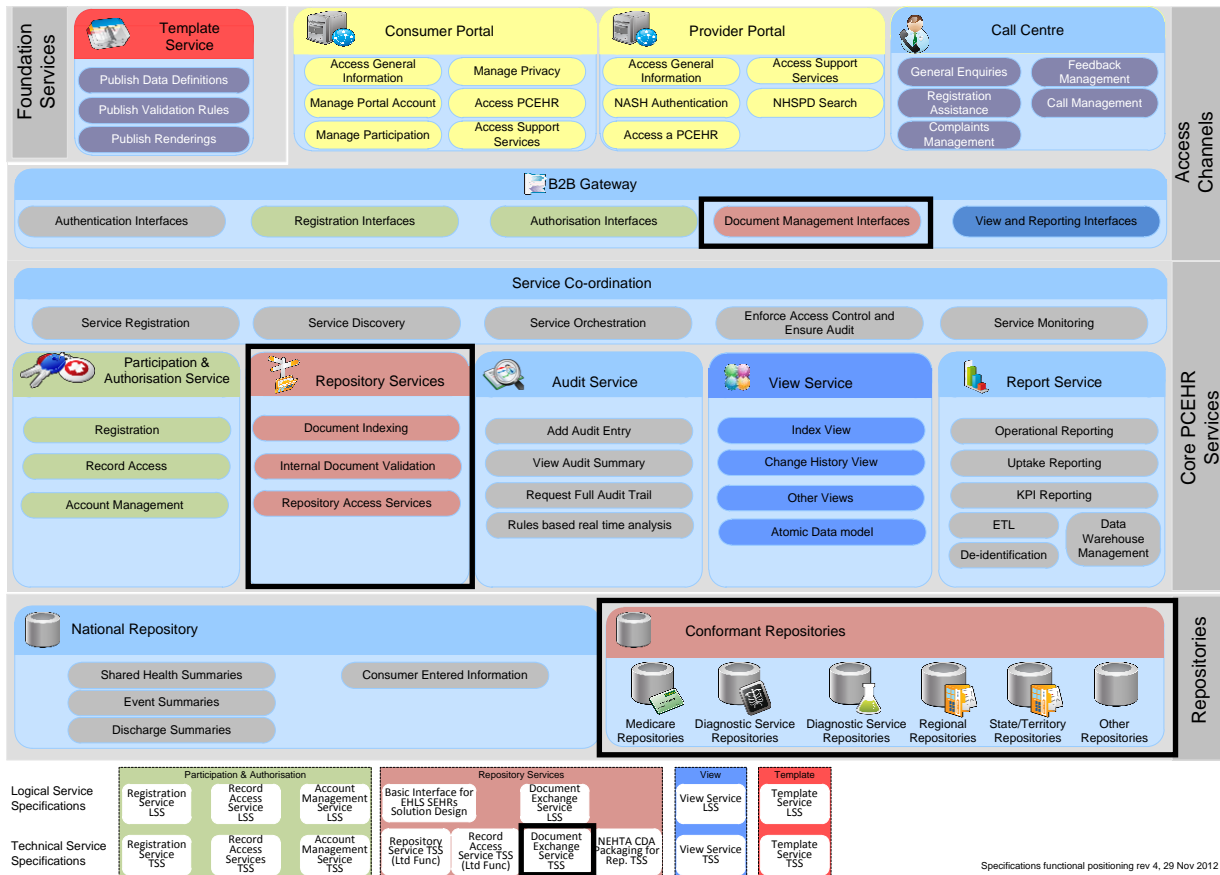 Foundation
Services
Template
Service
Publish Data Definitions
Publish Validation Rules
Publish Renderings
Consumer Portal
Access General
Information
Manage Privacy
Manage Portal Account
Access PCEHR
Manage Participation
Access Support
Services
Provider Portal
Access General
Information
Access Support
Services
NASH Authentication
NHSPD Search
Access a PCEHR
Call Centre
General Enquiries
Feedback
Management
Registration
Assistance
Call Management
Complaints
Management
Access
Channels
B2B Gateway
Authentication Interfaces
Registration Interfaces
Authorisation Interfaces
Document Management Interfaces
View and Reporting Interfaces
Service Co-ordination
Service Registration
Service Discovery
Service Orchestration
Enforce Access Control and
Ensure Audit
Service Monitoring
Participation &
Authorisation Service
Registration
Record Access
Account Management
Repository Services
Document Indexing
Internal Document Validation
Repository Access Services
Audit Service
Add Audit Entry
View Audit Summary
Request Full Audit Trail
Rules based real time analysis
View Service
Index View
Change History View
Other Views
Atomic Data model
Report Service
Operational Reporting
Uptake Reporting
KPI Reporting
ETL
De-identification
Data
Warehouse
Management
Core PCEHR
Services
National Repository
Shared Health Summaries
Consumer Entered Information
Event Summaries
Discharge Summaries
Conformant Repositories
Medicare
Repositories
Diagnostic Service
Repositories
Diagnostic Service
Repositories
Regional
Repositories
State/Territory
Repositories
Other
Repositories
Repositories
Participation & Authorisation
Repository Services
View
Template
Logical Service
Specifications
Registration
Service
LSS
Record
Access
Service
LSS
Account
Management
Service
LSS
Basic Interface for
EHLS SEHRs
Solution Design
Document
Exchange
Service
LSS
View Service
LSS
Template
Service
LSS
Technical Service
Specifications
Registration
Service
TSS
Record
Access
Services
TSS
Account
Management
Service
TSS
Repository
Service TSS
(Ltd Func)
Record
Access
Service TSS
(Ltd Func)
Document
Exchange
Service
TSS
NEHTA CDA
Packaging for
Rep. TSS
View Service
TSS
Template
Service
TSS
Specifications functional positioning rev 4, 29 Nov 2012